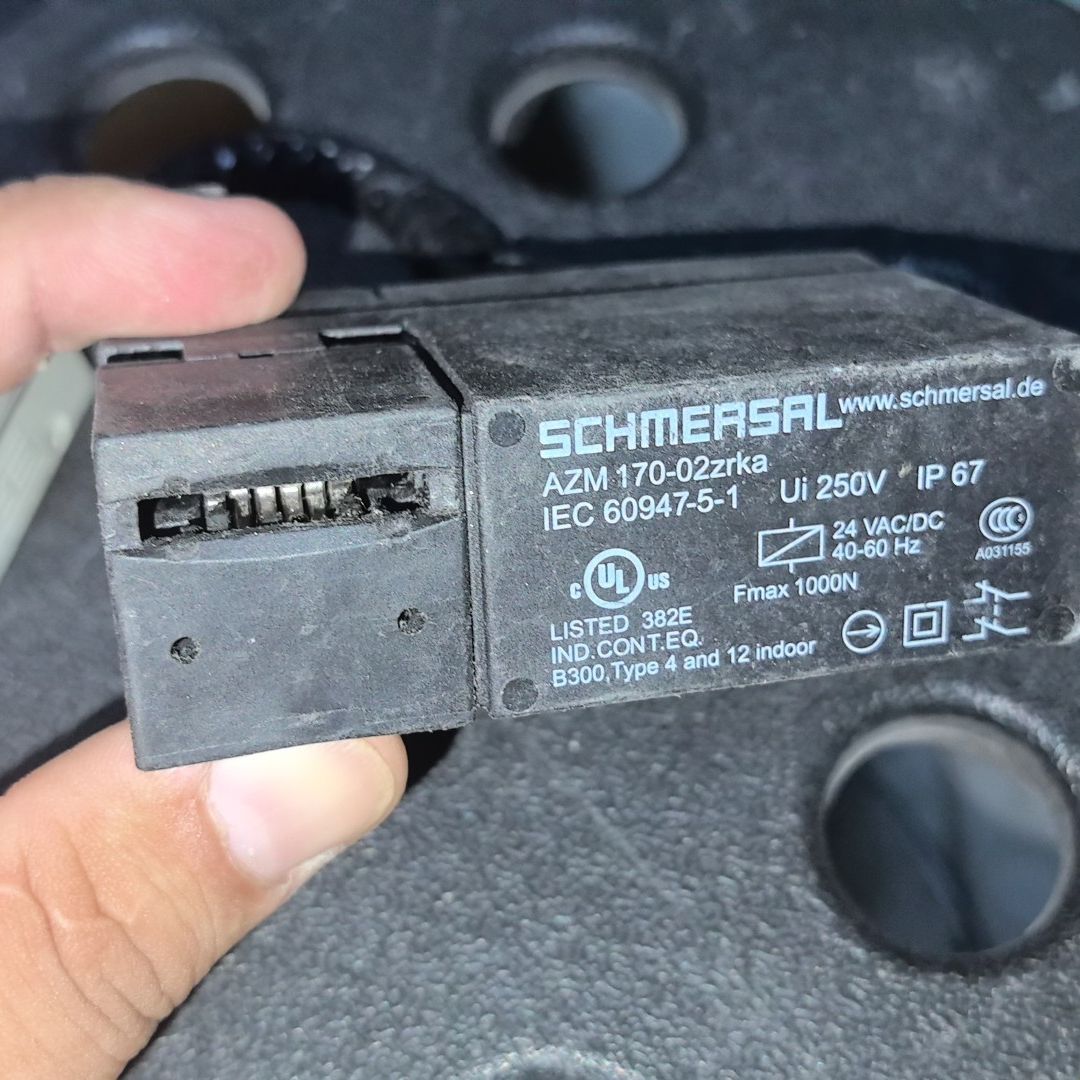 SCHMERSAL www.schmersal.de
AZM 170-02zrka
IEC 60947-5-1 Ui 250V IP 67
24 VAC/DC
40-60 Hz
CCC
A031155
Fmax 1000N
c UL US
LISTED 382E
IND.CONT.EQ.
B300,Type 4 and 12 indoor